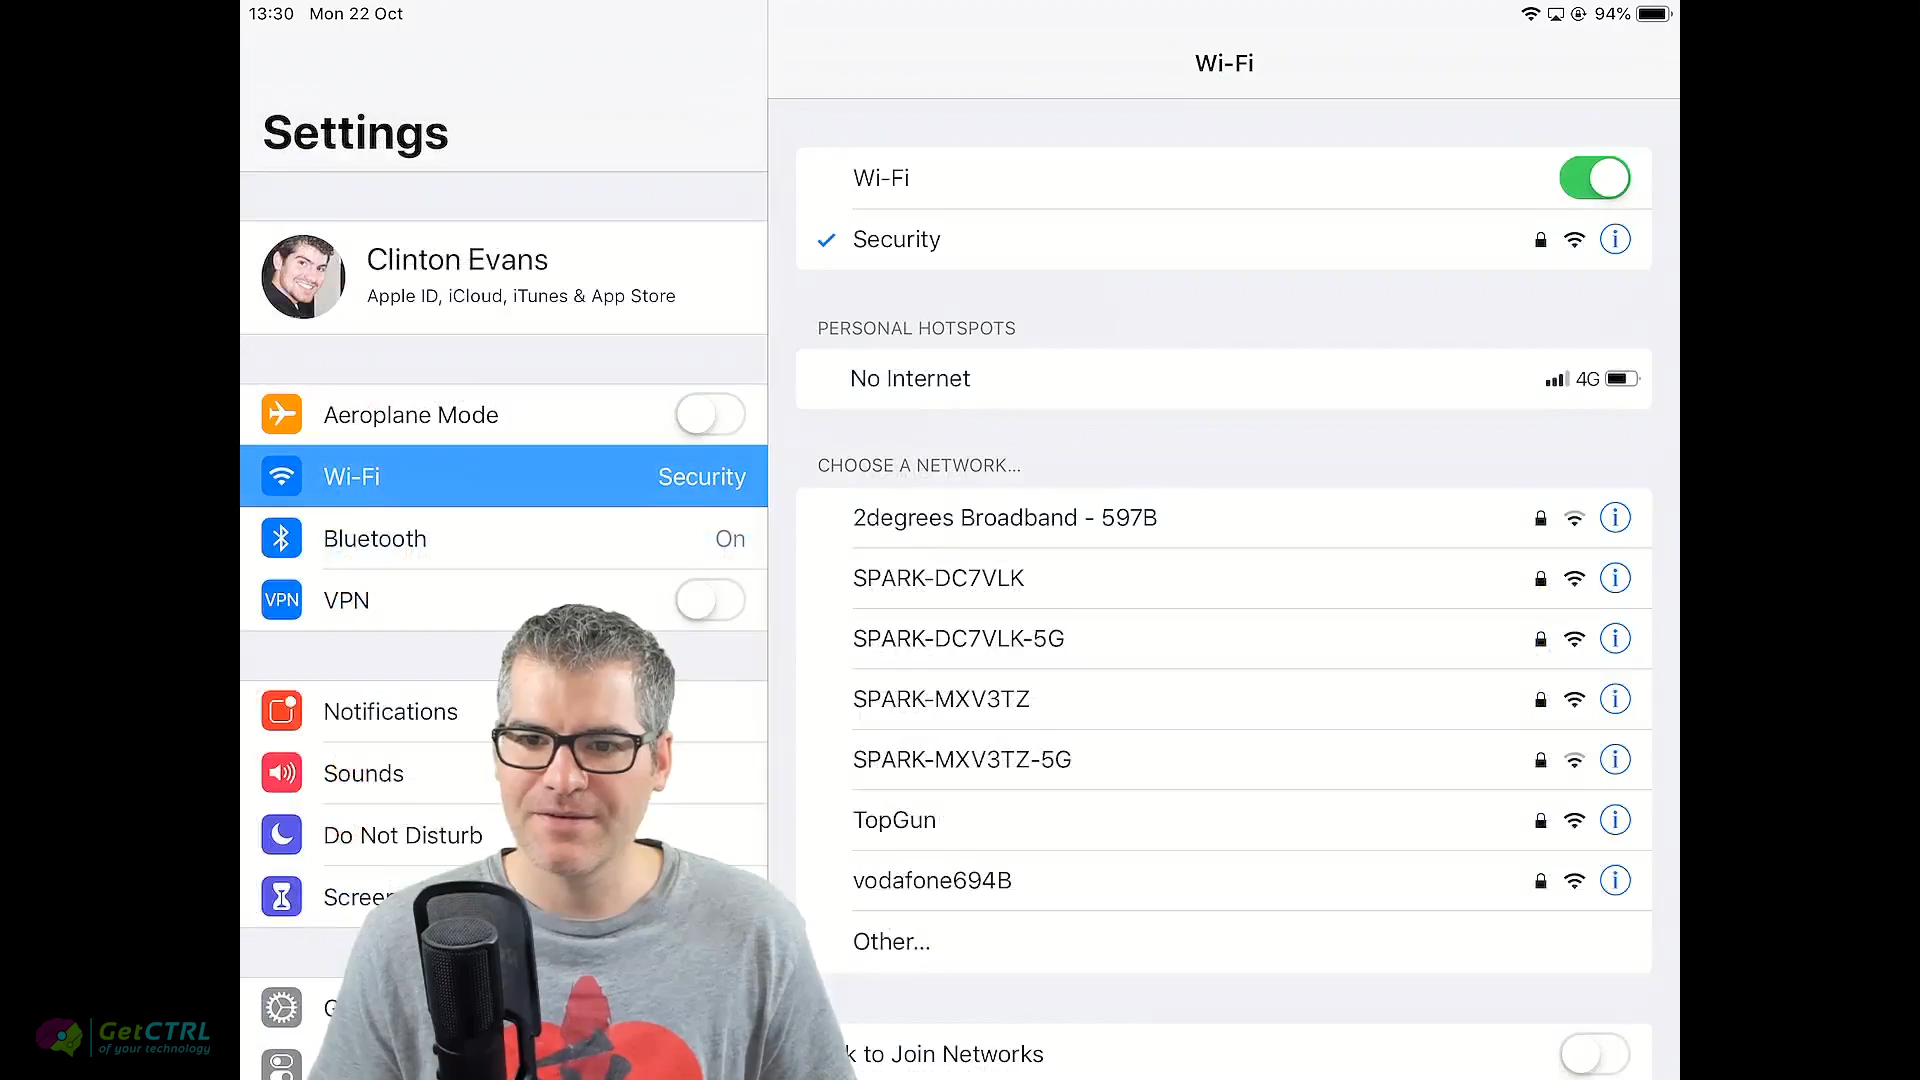 13:30 Mon 22 Oct
94%
Settings
Clinton Evans
Apple ID, iCloud, iTunes & App Store
Aeroplane Mode
Wi-Fi Security
Bluetooth On
VPN VPN
Notifications
Sounds
Do Not Disturb
Screen
Wi-Fi
Wi-Fi
Security
PERSONAL HOTSPOTS
No Internet 4G
CHOOSE A NETWORK...
2degrees Broadband - 597B
SPARK-DC7VLK
SPARK-DC7VLK-5G
SPARK-MXV3TZ
SPARK-MXV3TZ-5G
TopGun
vodafone694B
Other...
k to Join Networks
GetCTRL
of your technology